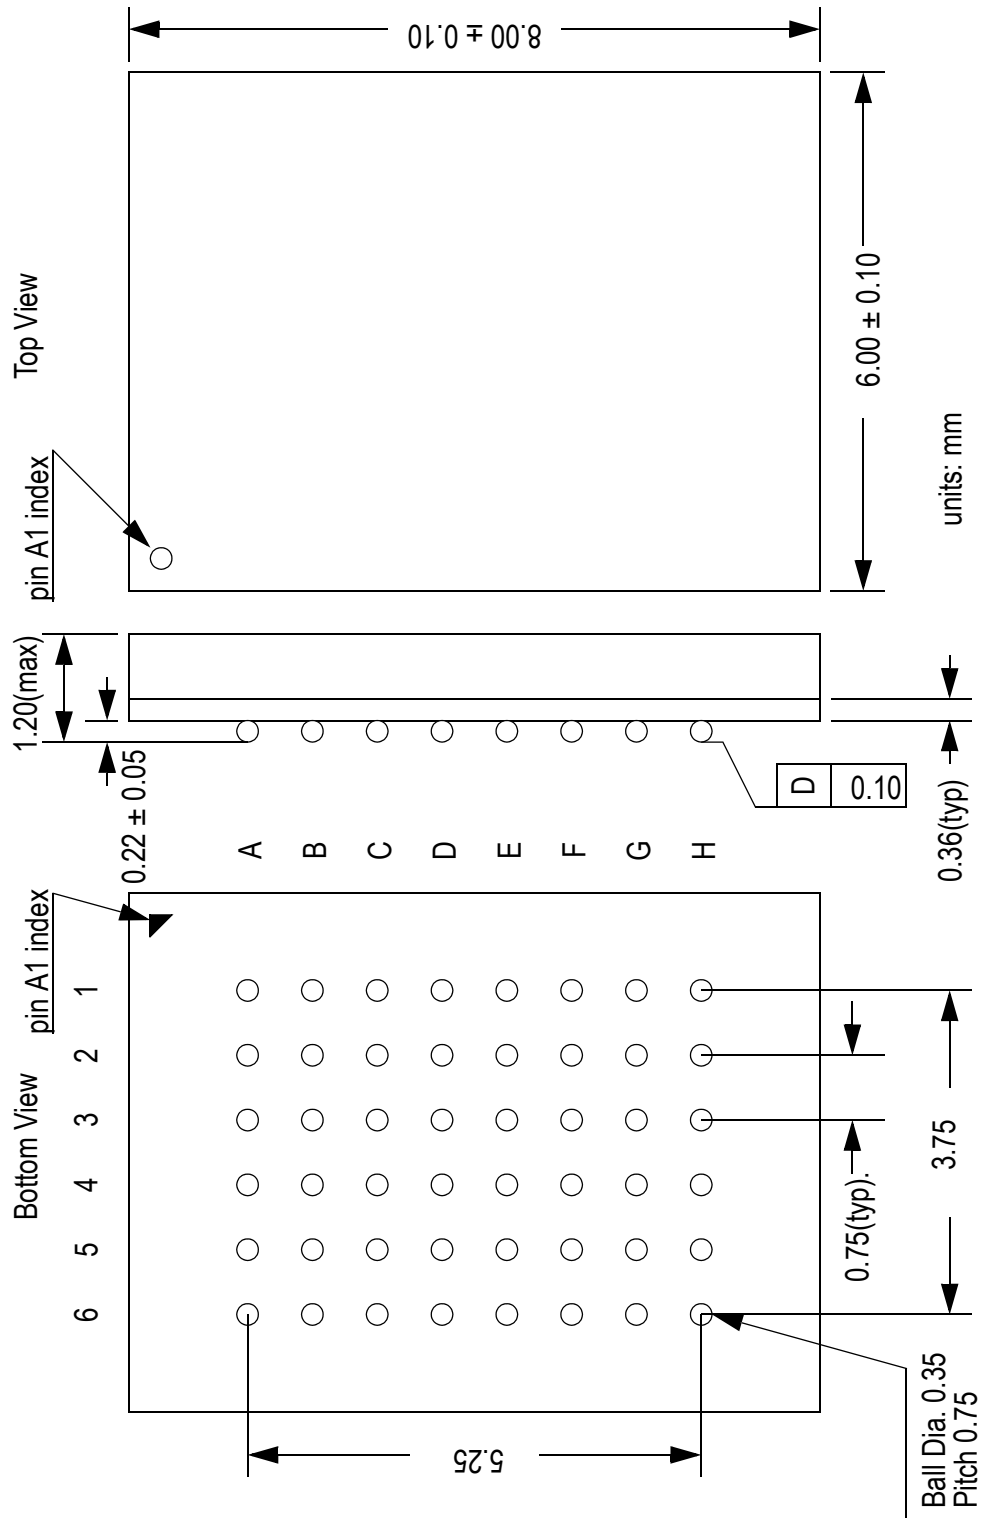 Top View
pin A1 index
8.00 ± 0.10
6.00 ± 0.10
units: mm
1.20(max)
0.22 ± 0.05
D 0.10
0.36(typ)
Bottom View
pin A1 index
6 5 4 3 2 1
A
B
C
D
E
F
G
H
0.75(typ).
3.75
5.25
Ball Dia. 0.35
Pitch 0.75